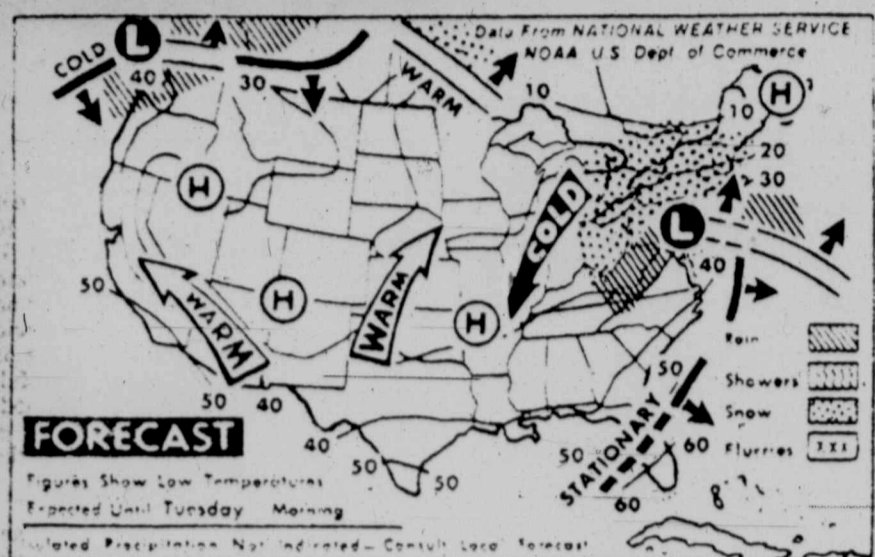 Data From NATIONAL WEATHER SERVICE
NOAA U.S. Dept. of Commerce
COLD
L
40
30
WARM
10
H
10
20
30
H
COLD
L
40
50
WARM
H
WARM
H
Rain
Showers
Snow
Flurries
50
40
50
STATIONARY
60
60
50
40
50
50
FORECAST
Figures Show Low Temperatures
Expected Until Tuesday Morning
Isolated Precipitation Not Indicated – Consult Local Forecast